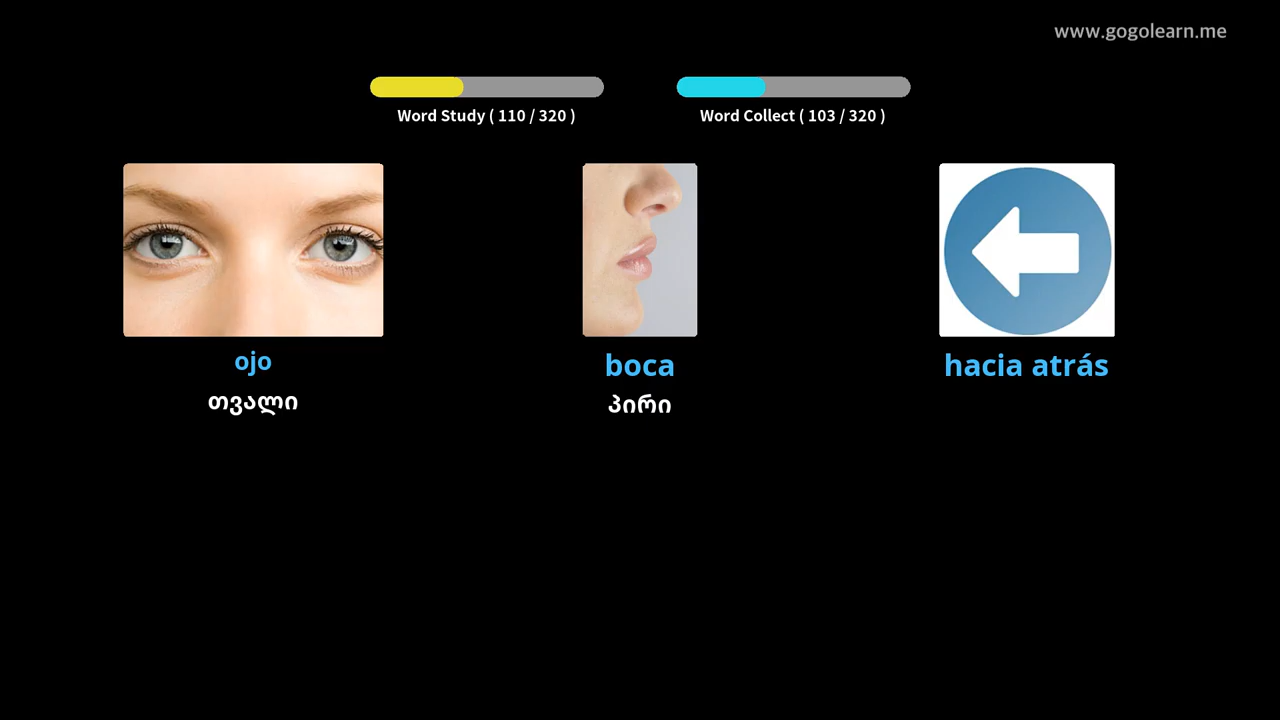 www.gogolearn.me
Word Study ( 110 / 320 )
Word Collect ( 103 / 320 )
ojo
boca
hacia atrás
თვალი
პირი